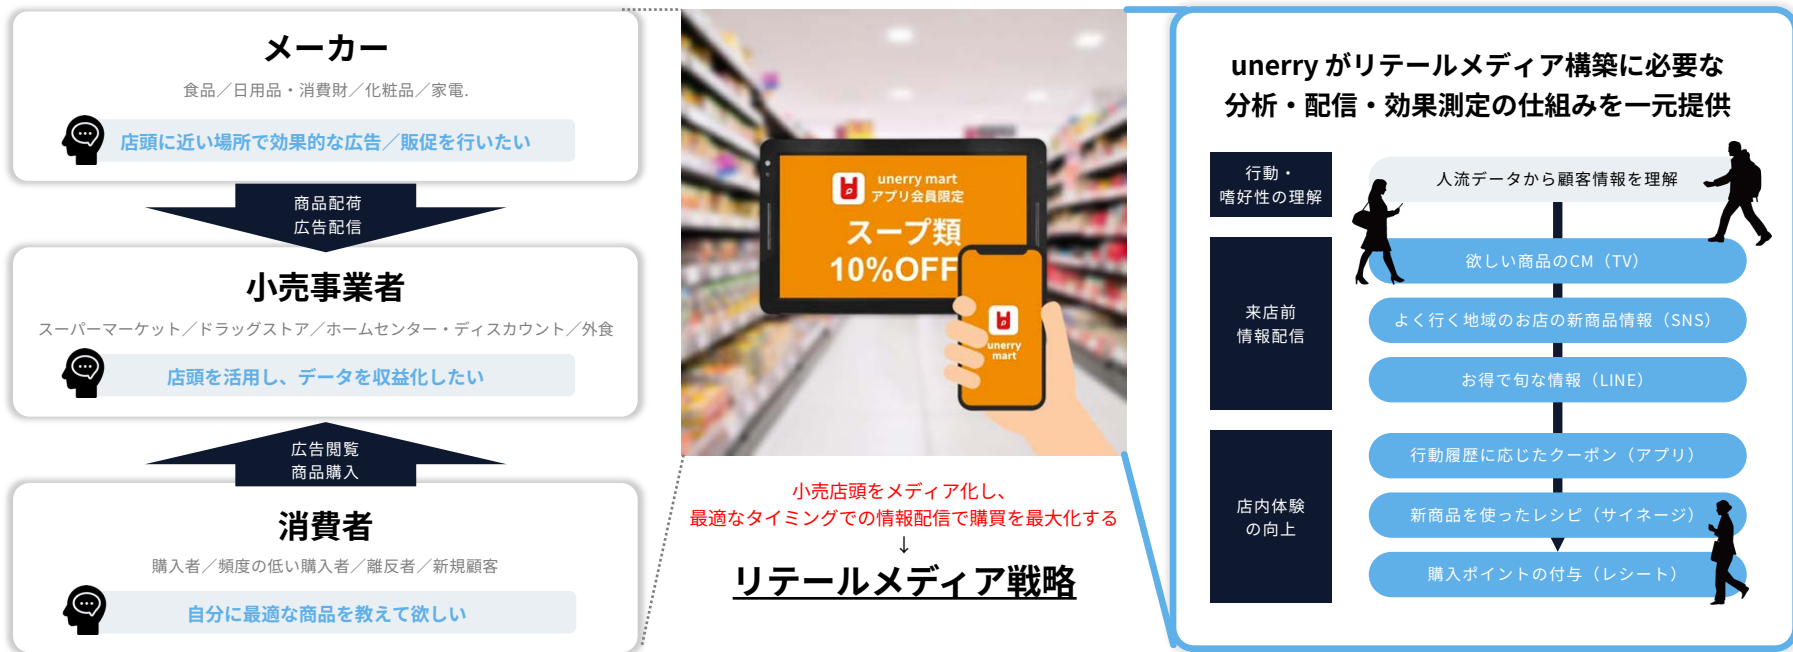 メーカー
食品／日用品・消費財／化粧品／家電.
店頭に近い場所で効果的な広告／販促を行いたい
商品配荷
広告配信
小売事業者
スーパーマーケット／ドラッグストア／ホームセンター・ディスカウント／外食
店頭を活用し、データを収益化したい
広告閲覧
商品購入
消費者
購入者／頻度の低い購入者／離反者／新規顧客
自分に最適な商品を教えて欲しい
unerry mart
アプリ会員限定
スープ類
10%OFF
unerry
mart
小売店頭をメディア化し、
最適なタイミングでの情報配信で購買を最大化する
↓
リテールメディア戦略
unerry がリテールメディア構築に必要な
分析・配信・効果測定の仕組みを一元提供
行動・
嗜好性の理解
人流データから顧客情報を理解
来店前
情報配信
欲しい商品のCM（TV）
よく行く地域のお店の新商品情報（SNS）
お得で旬な情報（LINE）
店内体験
の向上
行動履歴に応じたクーポン（アプリ）
新商品を使ったレシピ（サイネージ）
購入ポイントの付与（レシート）